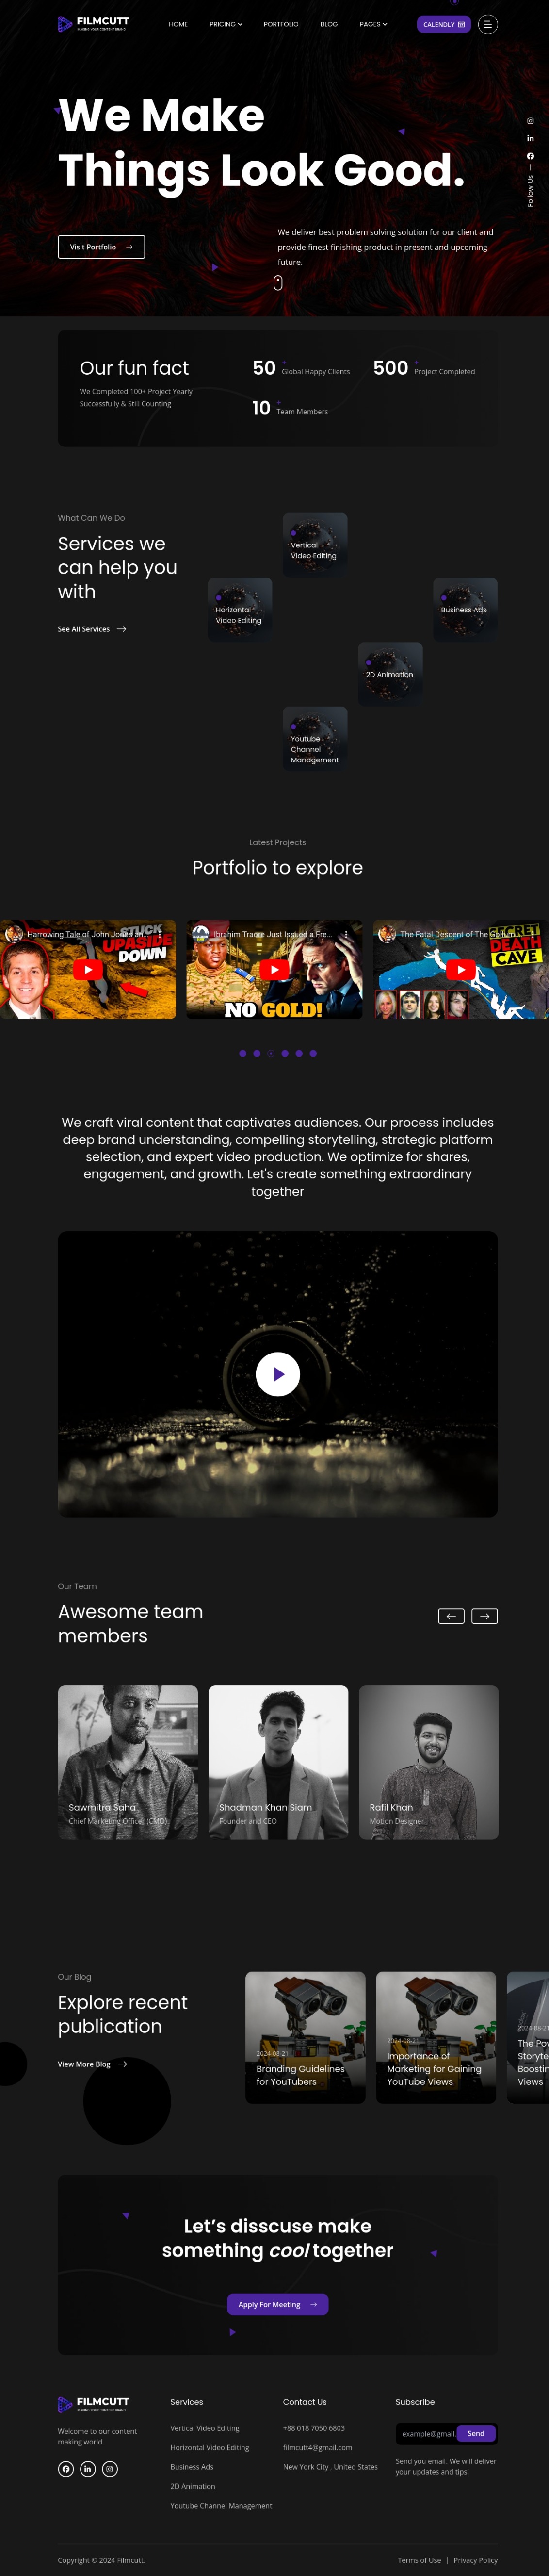 FILMCUTT
MAKING YOUR CONTENT BRAND
HOME
PRICING
PORTFOLIO
BLOG
PAGES
CALENDLY
We Make
Things Look Good.
Follow Us
Visit Portfolio
We deliver best problem solving solution for our client and
provide finest finishing product in present and upcoming
future.
Our fun fact
We Completed 100+ Project Yearly
Successfully & Still Counting
50 +
Global Happy Clients
500 +
Project Completed
10 +
Team Members
What Can We Do
Services we
can help you
with
See All Services
Vertical
Video Editing
Horizontal
Video Editing
Business Ads
2D Animation
Youtube
Channel
Management
Latest Projects
Portfolio to explore
Harrowing Tale of John Jones an...
STUCK
UPSIDE
DOWN
Ibrahim Traore Just Issued a Fre...
NO GOLD!
The Fatal Descent of The
SECRET
DEATH
CAVE
We craft viral content that captivates audiences. Our process includes
deep brand understanding, compelling storytelling, strategic platform
selection, and expert video production. We optimize for shares,
engagement, and growth. Let's create something extraordinary
together
Our Team
Awesome team
members
Sawmitra Saha
Chief Marketing Officer (CMO)
Shadman Khan Siam
Founder and CEO
Rafil Khan
Motion Designer
Our Blog
Explore recent
publication
View More Blog
2024-08-21
Branding Guidelines
for YouTubers
2024-08-21
Importance of
Marketing for Gaining
YouTube Views
2024-08-21
The Po
Storyte
Boostin
Views
Let’s disscuse make
something cool together
Apply For Meeting
FILMCUTT
MAKING YOUR CONTENT BRAND
Welcome to our content
making world.
Services
Vertical Video Editing
Horizontal Video Editing
Business Ads
2D Animation
Youtube Channel Management
Contact Us
+88 018 7050 6803
filmcutt4@gmail.com
New York City , United States
Subscribe
example@gmail.
Send
Send you email. We will deliver
your updates and tips!
Copyright © 2024 Filmcutt.
Terms of Use | Privacy Policy